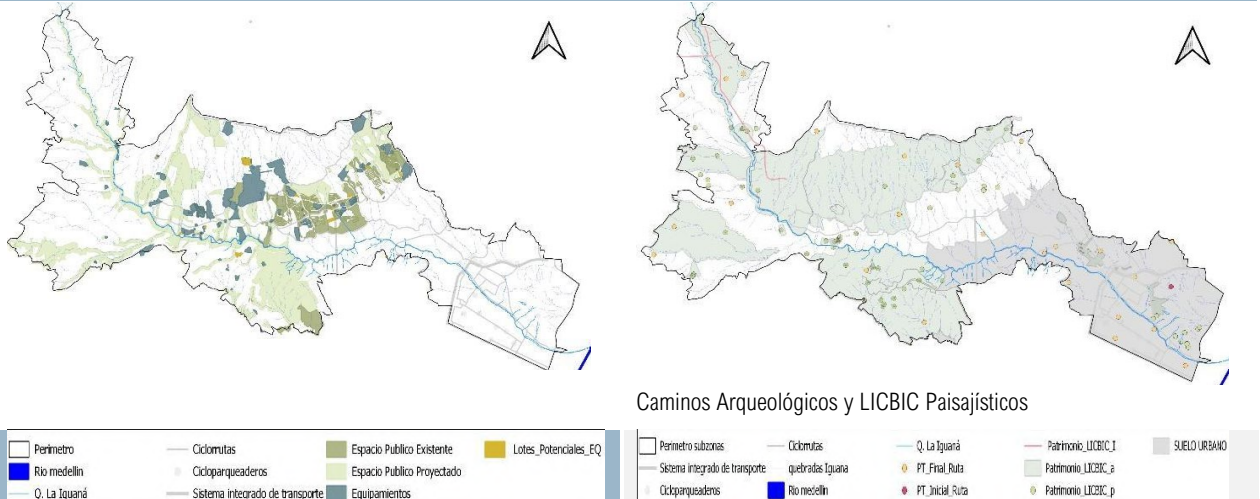 Caminos Arqueológicos y LICBIC Paisajísticos
Perimetro
Ciclorrutas
Espacio Publico Existente
Lotes_Potenciales_EQ
Rio medellin
Cicloparqueaderos
Espacio Publico Proyectado
Q. La Iguaná
Sistema integrado de transporte
Equipamientos
Perimetro subzonas
Ciclorrutas
Q. La Iguaná
Patrimonio_LICBIC_I
SUELO URBANO
Sistema integrado de transporte
quebradas Iguana
PT_Final_Ruta
Patrimonio_LICBIC_a
Cicloparqueaderos
Rio medellin
PT_Inicial_Ruta
Patrimonio_LICBIC_p